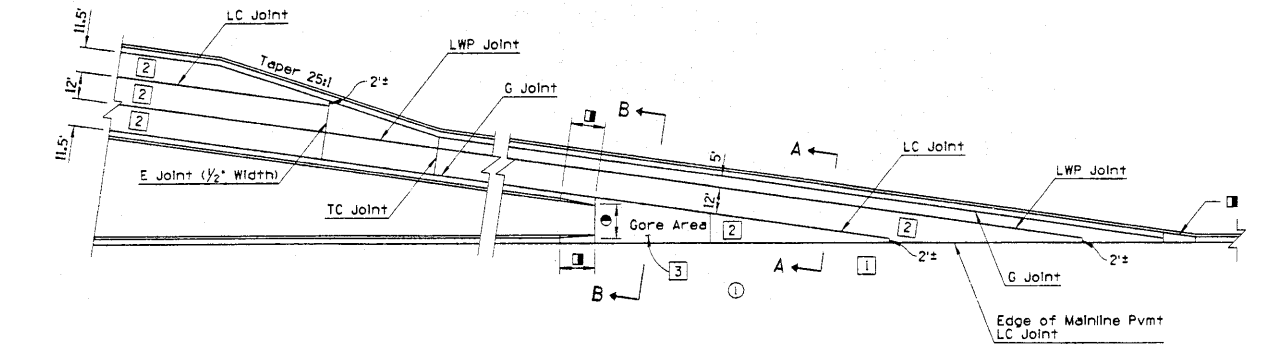 LC Joint
11.5'
LWP Joint
Taper 25:1
2'±
G Joint
2
12'
2
2
11.5'
B
A
5'
LC Joint
LWP Joint
E Joint (1/2" Width)
TC Joint
12'
Gore Area
2
2
2'±
2'±
G Joint
3
A
1
B
1
Edge of Mainline Pvmt
LC Joint